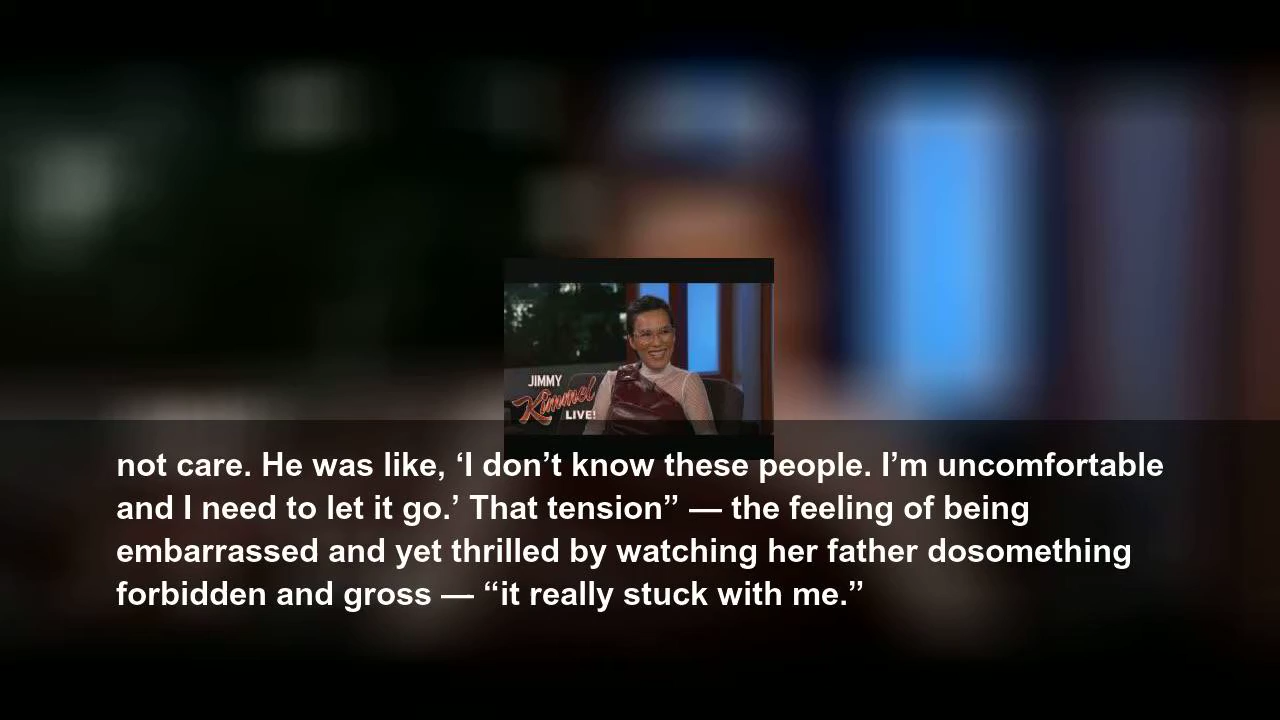 JIMMY
Kimmel
LIVE!
not care. He was like, ‘I don’t know these people. I’m uncomfortable
and I need to let it go.’ That tension” — the feeling of being
embarrassed and yet thrilled by watching her father dosomething
forbidden and gross — “it really stuck with me.”